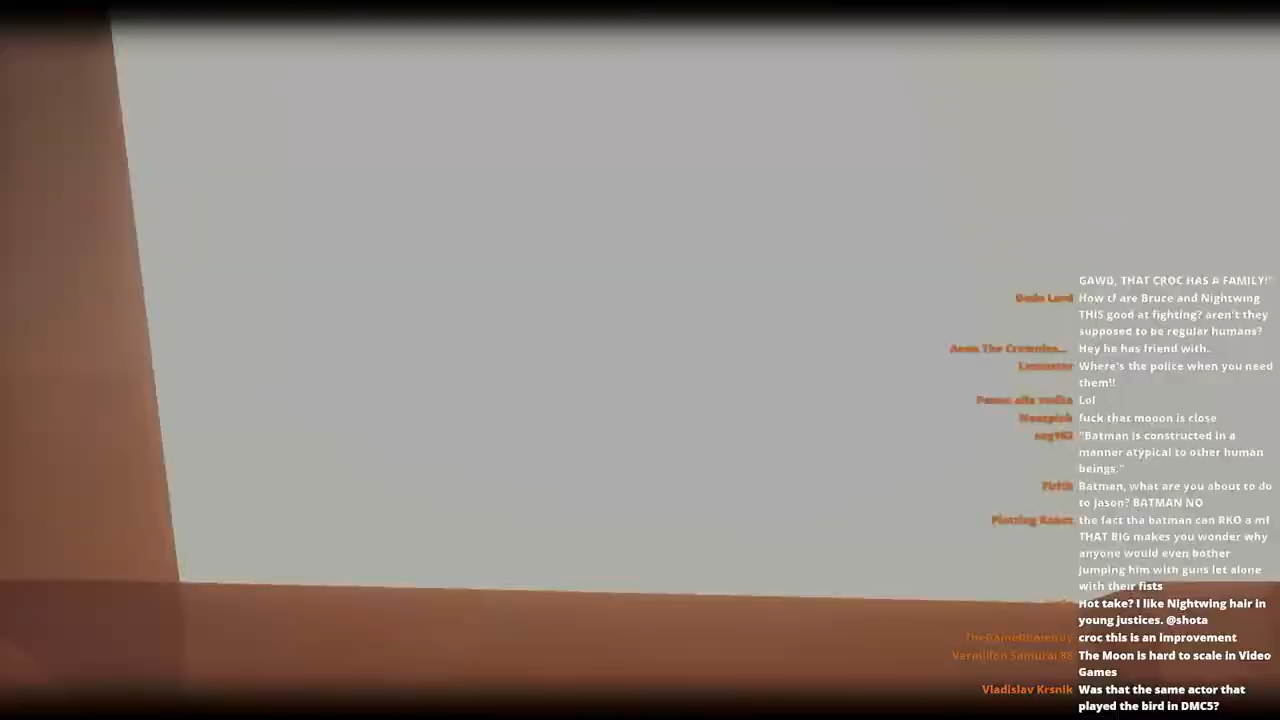 GAWD, THAT CROC HAS A FAMILY!"
How tf are Bruce and Nightwing
THIS good at fighting? aren't they
supposed to be regular humans?
Hey he has friend with.
Where's the police when you need
them!!
Lol
fuck that mooon is close
"Batman is constructed in a
manner atypical to other human
beings."
Batman, what are you about to do
to Jason? BATMAN NO
the fact tha batman can RKO a mf
THAT BIG makes you wonder why
anyone would even bother
jumping him with guns let alone
with their fists
Hot take? I like Nightwing hair in
young justices. @shota
croc this is an improvement
Vermilion Samurai 88 The Moon is hard to scale in Video
Games
Vladislav Krsnik Was that the same actor that
played the bird in DMC5?